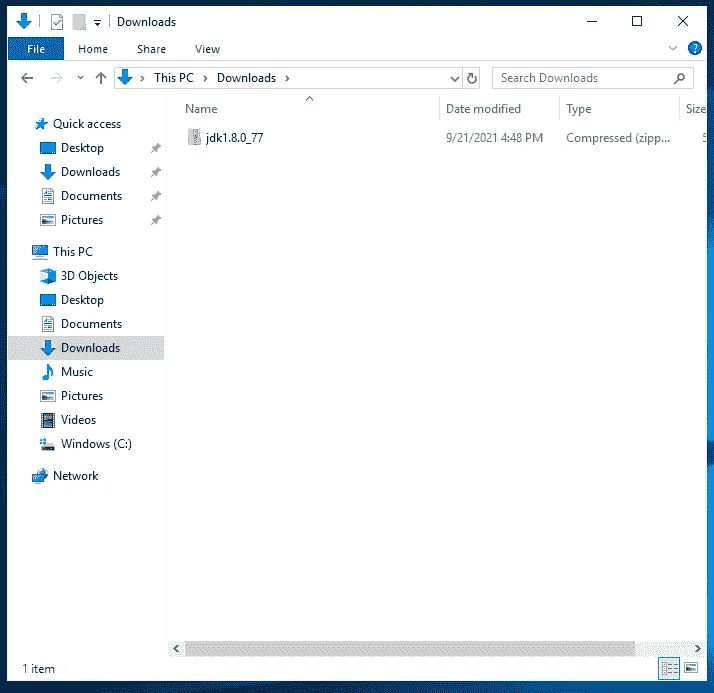 Downloads
File Home Share View
This PC Downloads Search Downloads
Name Date modified Type Size
jdk1.8.0_77 9/21/2021 4:48 PM Compressed (zipp... 5
Quick access
Desktop
Downloads
Documents
Pictures
This PC
3D Objects
Desktop
Documents
Downloads
Music
Pictures
Videos
Windows (C:)
Network
1 item